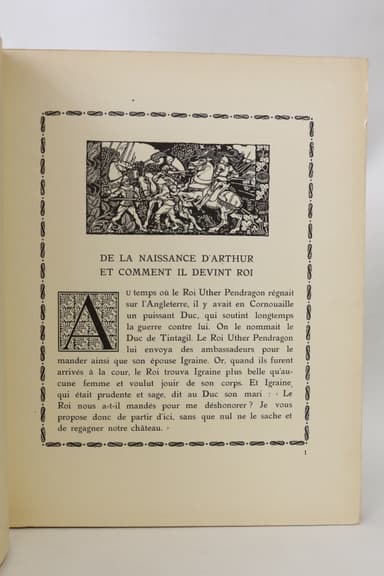 DE LA NAISSANCE D'ARTHUR
ET COMMENT IL DEVINT ROI
AU temps où le Roi Uther Pendragon régnait
sur l'Angleterre, il y avait en Cornouaille
un puissant Duc, qui soutint longtemps
la guerre contre lui. On le nommait le
Duc de Tintagil. Le Roi Uther Pendragon
lui envoya des ambassadeurs pour le
mander ainsi que son épouse Igraine. Or, quand ils furent
arrivés à la cour, le Roi trouva Igraine plus belle qu'au-
cune femme et voulut jouir de son corps. Et Igraine,
qui était prudente et sage, dit au Duc son mari : « Le
Roi nous a-t-il mandés pour me déshonorer ? Je vous
propose donc de partir d'ici, sans que nul ne le sache et
de regagner notre château. »
1